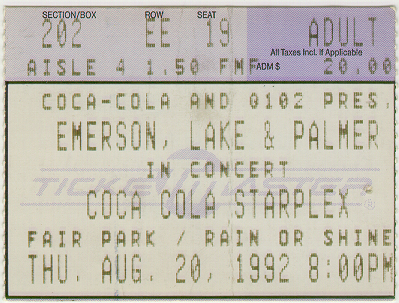 SECTION/BOX ROW SEAT
202 EE 19 ADULT
All Taxes Incl. If Applicable
AISLE 4 1.50 FMF ADM $ 20.00
COCA-COLA AND Q102 PRES.
EMERSON, LAKE & PALMER
IN CONCERT
TICKETMASTER ®
COCA COLA STARPLEX
FAIR PARK / RAIN OR SHINE
THU. AUG. 20, 1992 8:00PM